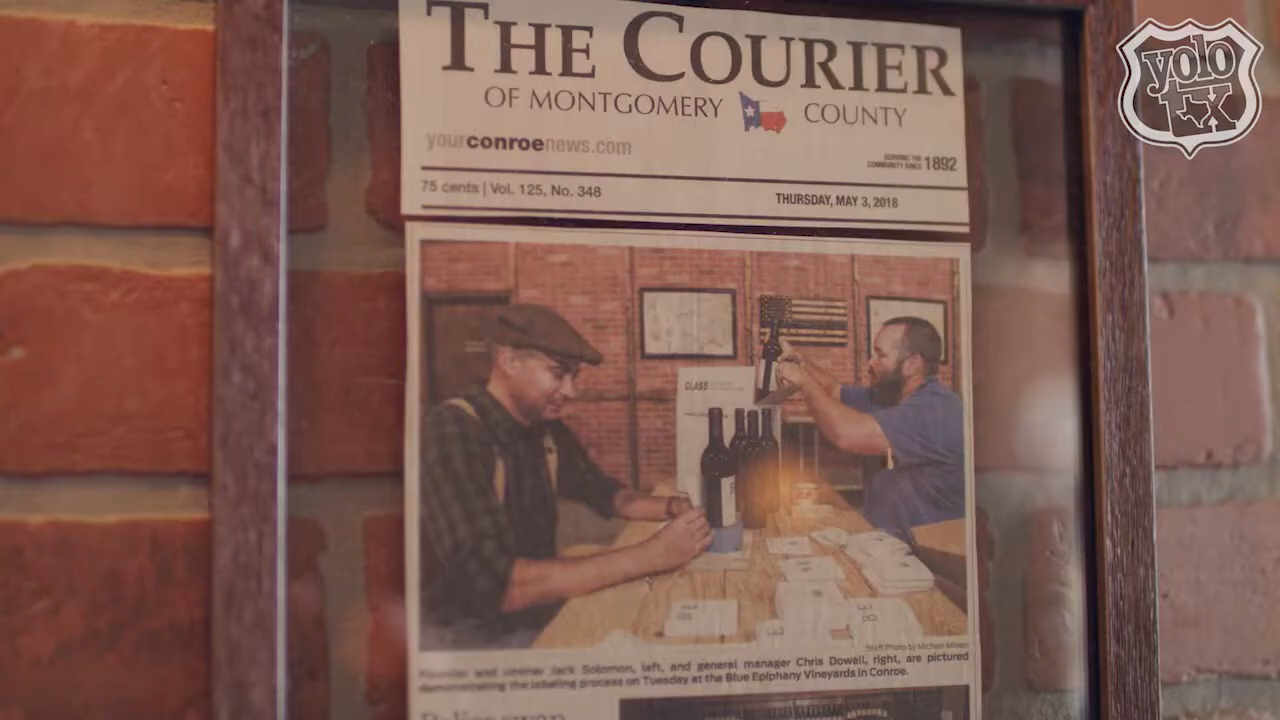 THE COURIER
OF MONTGOMERY COUNTY
yourconroenews.com
SERVING THE
COMMUNITY SINCE 1892
75 cents | Vol. 125, No. 348
THURSDAY, MAY 3, 2018
yolo
tx
GLASS
Staff Photo by Michael Minasi
Founder and vintner Jack Solomon, left, and general manager Chris Dowell, right, are pictured
demonstrating the labeling process on Tuesday at the Blue Epiphany Vineyards in Conroe.